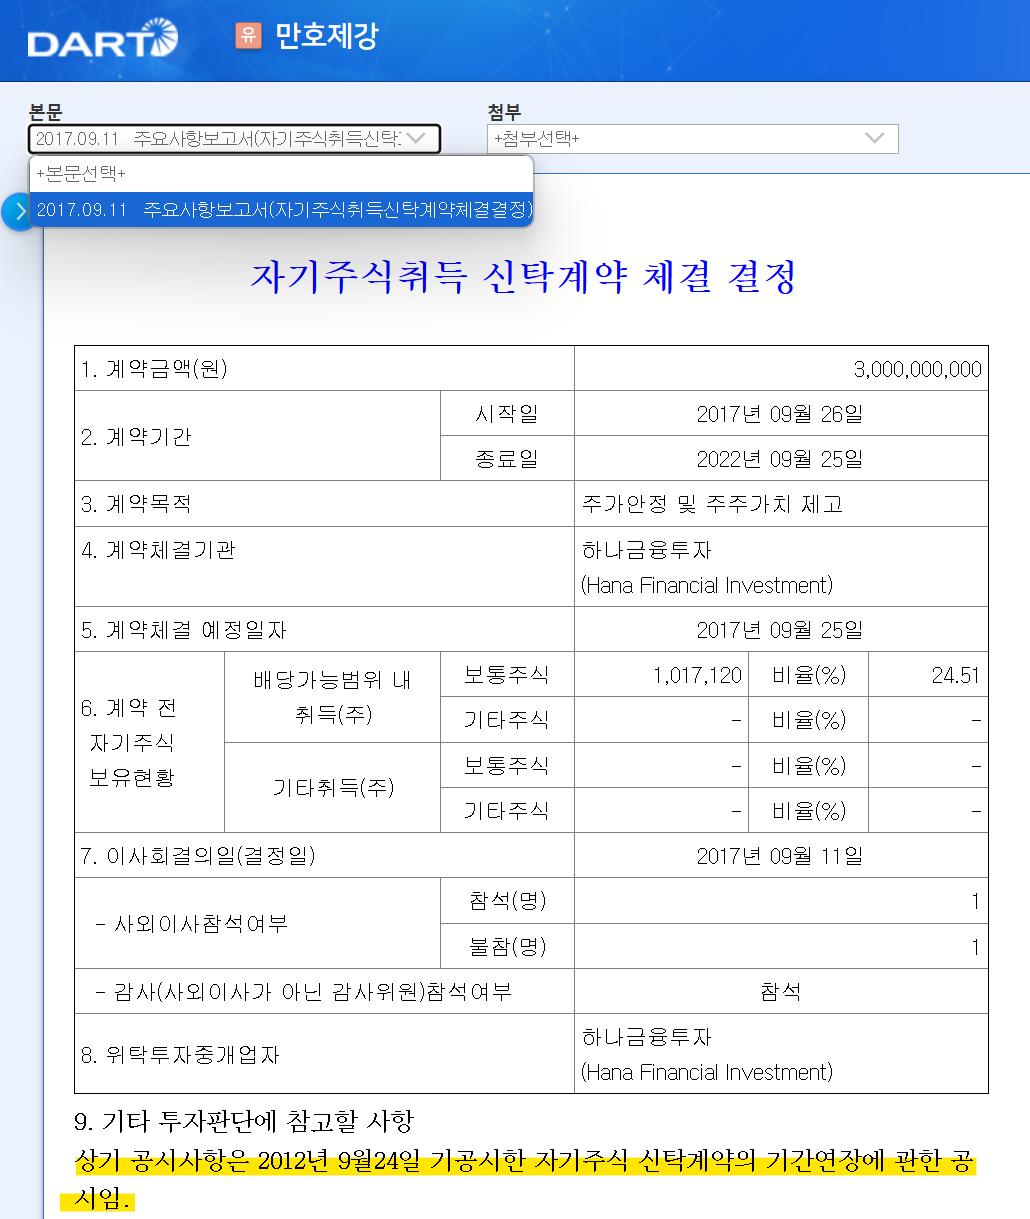 DART
유 만호제강
본문
첨부
2017.09.11 주요사항보고서(자기주식취득신탁
+첨부선택+
+본문선택+
2017.09.11 주요사항보고서(자기주식취득신탁계약체결결정)
자기주식취득 신탁계약 체결 결정
1. 계약금액(원) 3,000,000,000
2. 계약기간
시작일 2017년 09월 26일
종료일 2022년 09월 25일
3. 계약목적 주가안정 및 주주가치 제고
4. 계약체결기관 하나금융투자
(Hana Financial Investment)
5. 계약체결 예정일자 2017년 09월 25일
6. 계약 전
자기주식
보유현황
배당가능범위 내
취득(주)
보통주식 1,017,120 비율(%) 24.51
기타주식 - 비율(%) -
기타취득(주)
보통주식 - 비율(%) -
기타주식 - 비율(%) -
7. 이사회결의일(결정일) 2017년 09월 11일
- 사외이사참석여부
참석(명) 1
불참(명) 1
- 감사(사외이사가 아닌 감사위원)참석여부 참석
8. 위탁투자중개업자 하나금융투자
(Hana Financial Investment)
9. 기타 투자판단에 참고할 사항
상기 공시사항은 2012년 9월24일 기공시한 자기주식 신탁계약의 기간연장에 관한 공
시임.